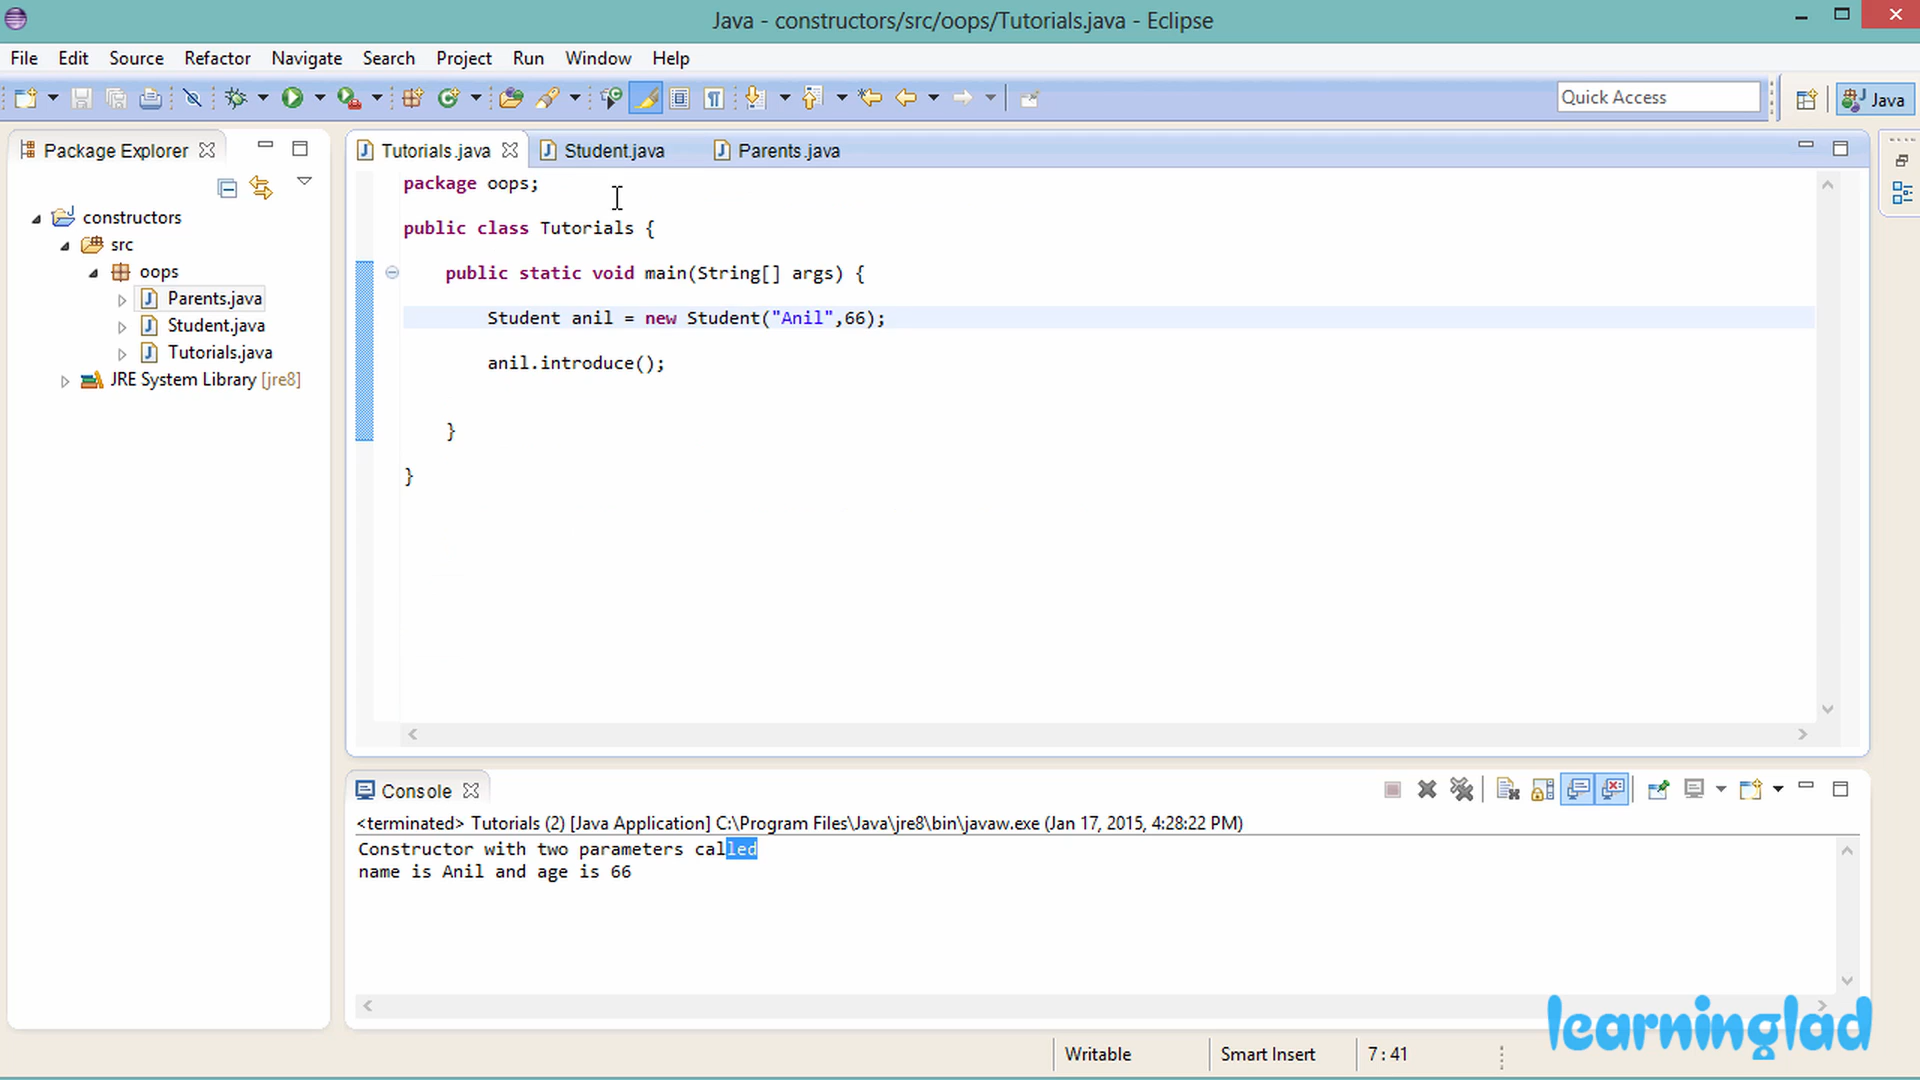 Java - constructors/src/oops/Tutorials.java - Eclipse
File Edit Source Refactor Navigate Search Project Run Window Help
Quick Access
Java
Package Explorer
constructors
src
oops
Parents.java
Student.java
Tutorials.java
JRE System Library [jre8]
Tutorials.java Student.java Parents.java
package oops;
public class Tutorials {
public static void main(String[] args) {
Student anil = new Student("Anil",66);
anil.introduce();
}
}
Console
<terminated> Tutorials (2) [Java Application] C:\Program Files\Java\jre8\bin\javaw.exe (Jan 17, 2015, 4:28:22 PM)
Constructor with two parameters called
name is Anil and age is 66
learninglad
Writable Smart Insert 7 : 41